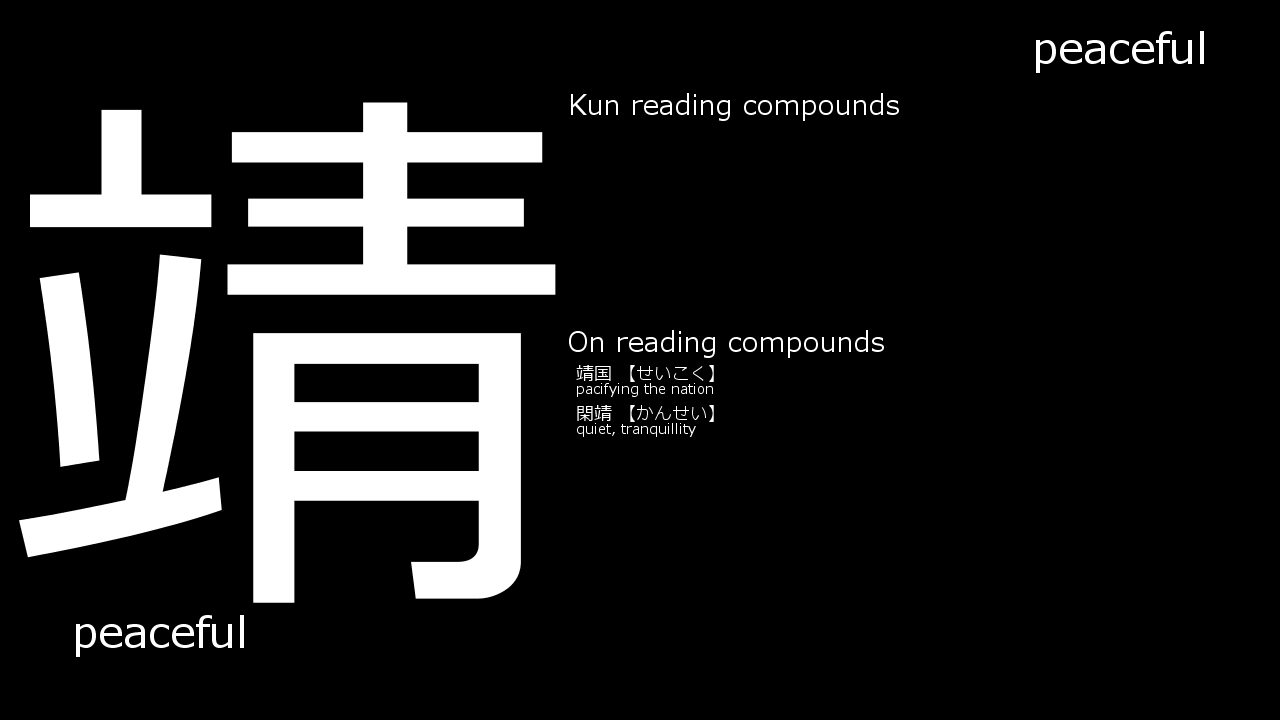 peaceful
靖
Kun reading compounds
On reading compounds
靖国 【せいこく】
pacifying the nation
閑靖 【かんせい】
quiet, tranquillity
peaceful